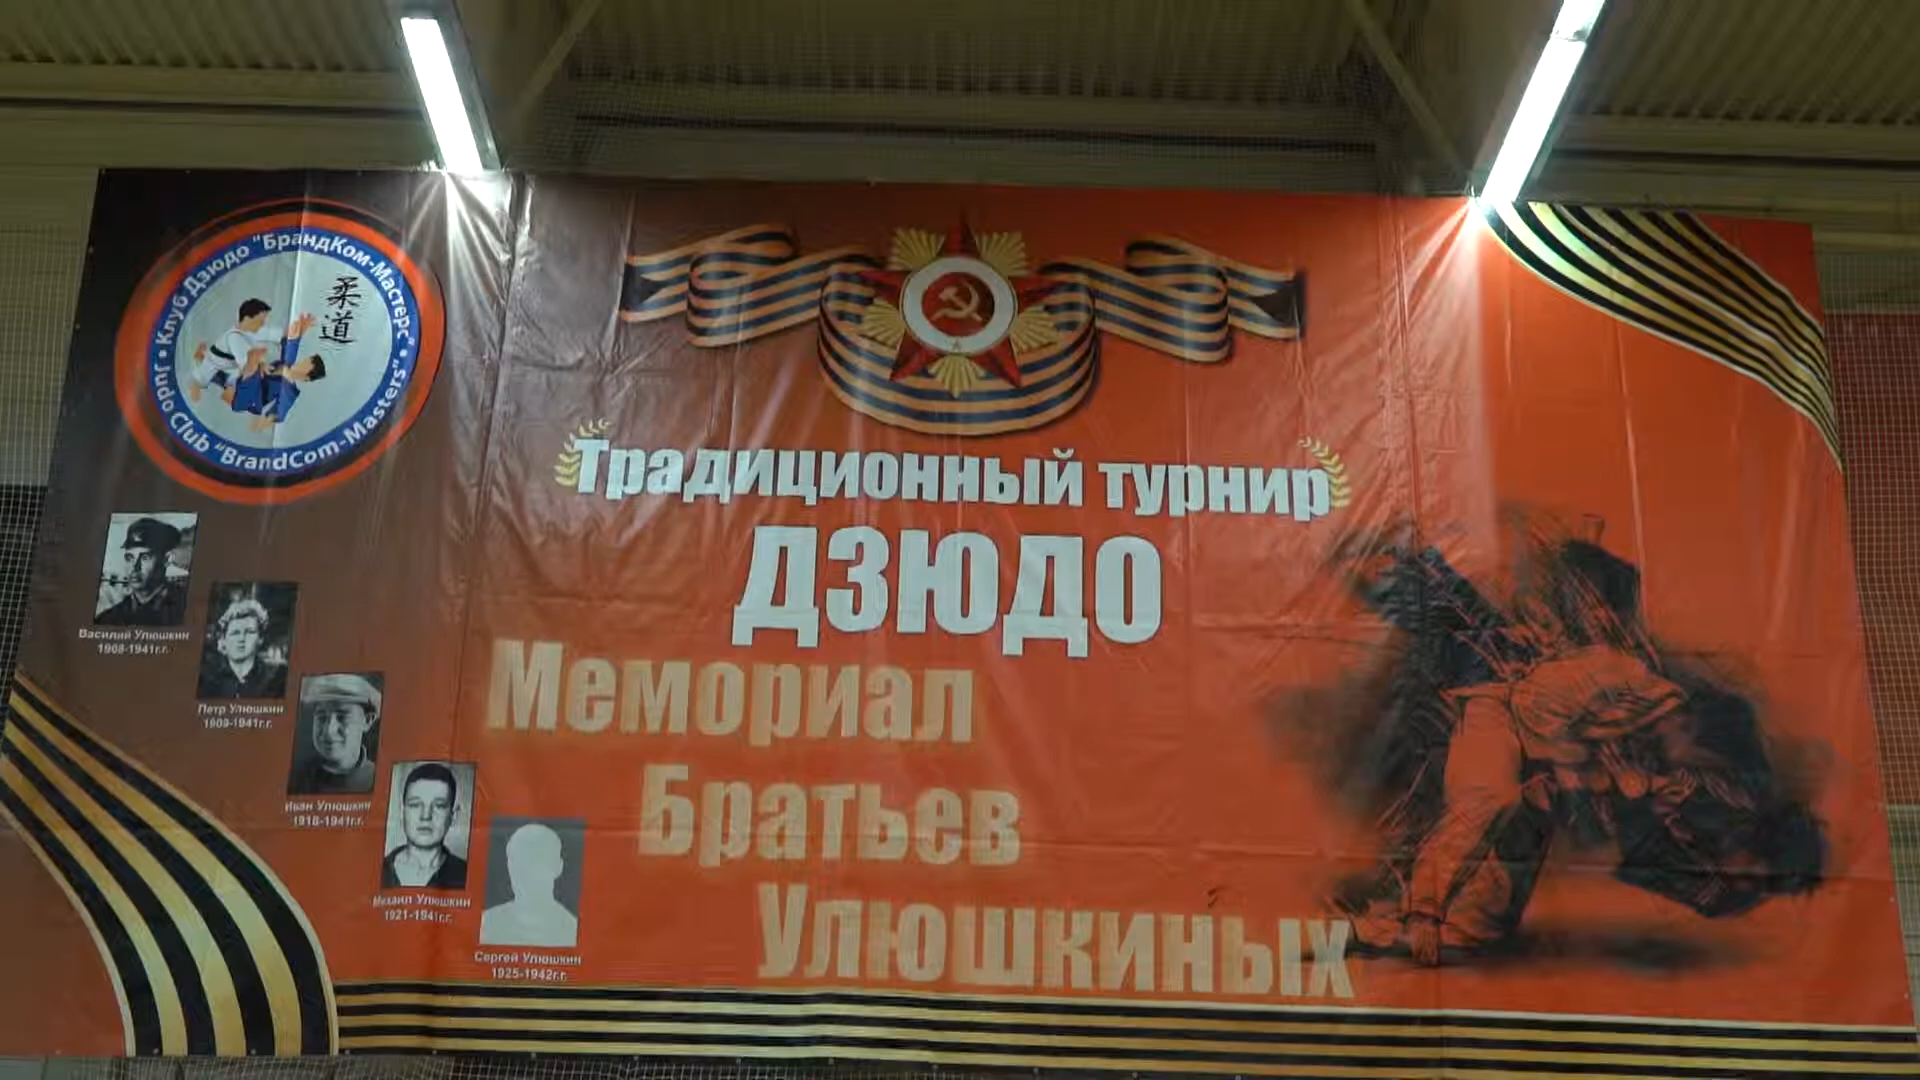 • Клуб Дзюдо "БрандКом-Мастерс" •
Judo Club "BrandCom-Masters"
柔
道
Традиционный турнир
ДЗЮДО
Мемориал
Братьев
Улюшкиных
Василий Улюшкин
1908-1941г.г.
Петр Улюшкин
1909-1941г.г.
Иван Улюшкин
1918-1941г.г.
Михаил Улюшкин
1921-1941г.г.
Сергей Улюшкин
1925-1942г.г.